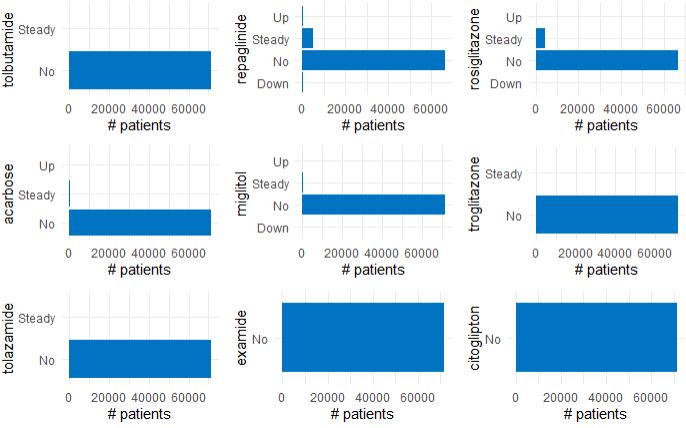 tolbutamide
Steady
No
0 20000 40000 60000
# patients
repaglinide
Up
Steady
No
Down
0 20000 40000 60000
# patients
rosiglitazone
Up
Steady
No
Down
0 20000 40000 60000
# patients
acarbose
Up
Steady
No
0 20000 40000 60000
# patients
miglitol
Up
Steady
No
Down
0 20000 40000 60000
# patients
troglitazone
Steady
No
0 20000 40000 60000
# patients
tolazamide
Steady
No
0 20000 40000 60000
# patients
examide
No
0 20000 40000 60000
# patients
citoglipton
No
0 20000 40000 60000
# patients